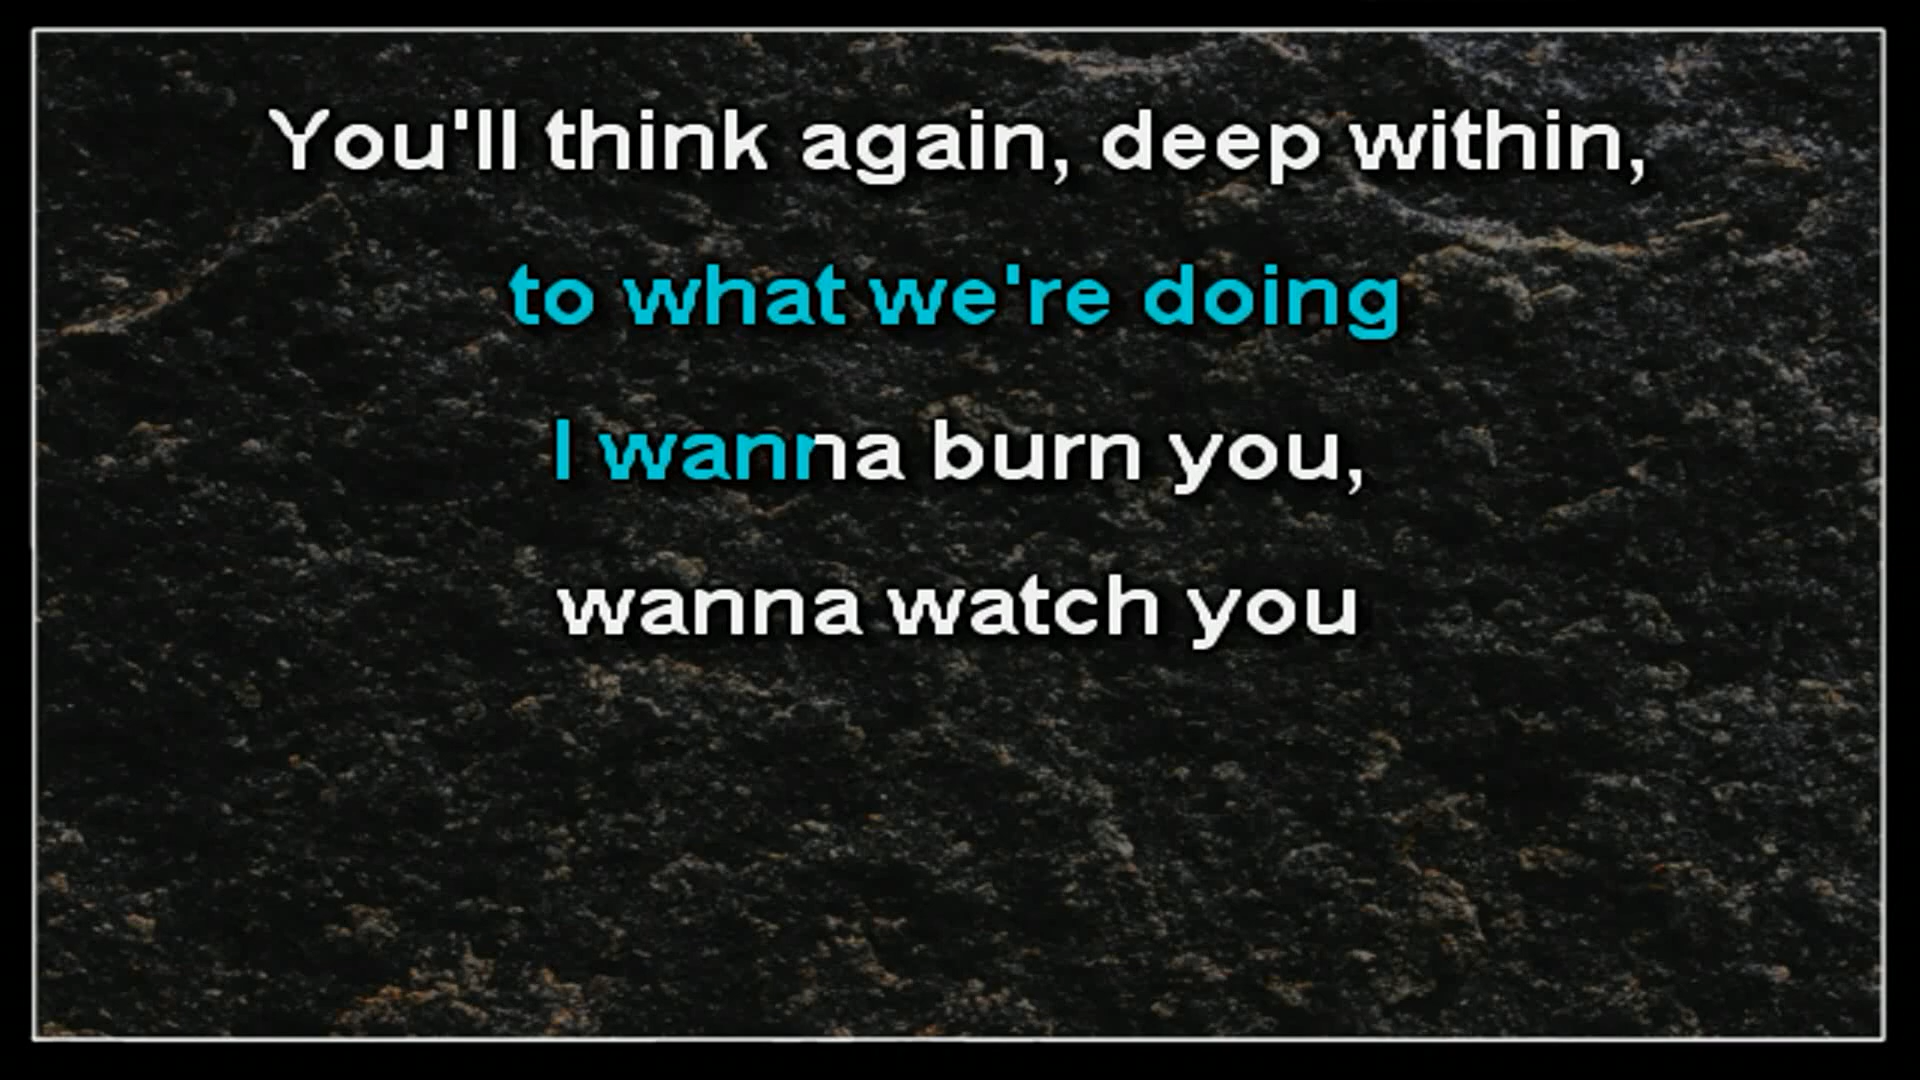 You'll think again, deep within,
to what we're doing
I wanna burn you,
wanna watch you